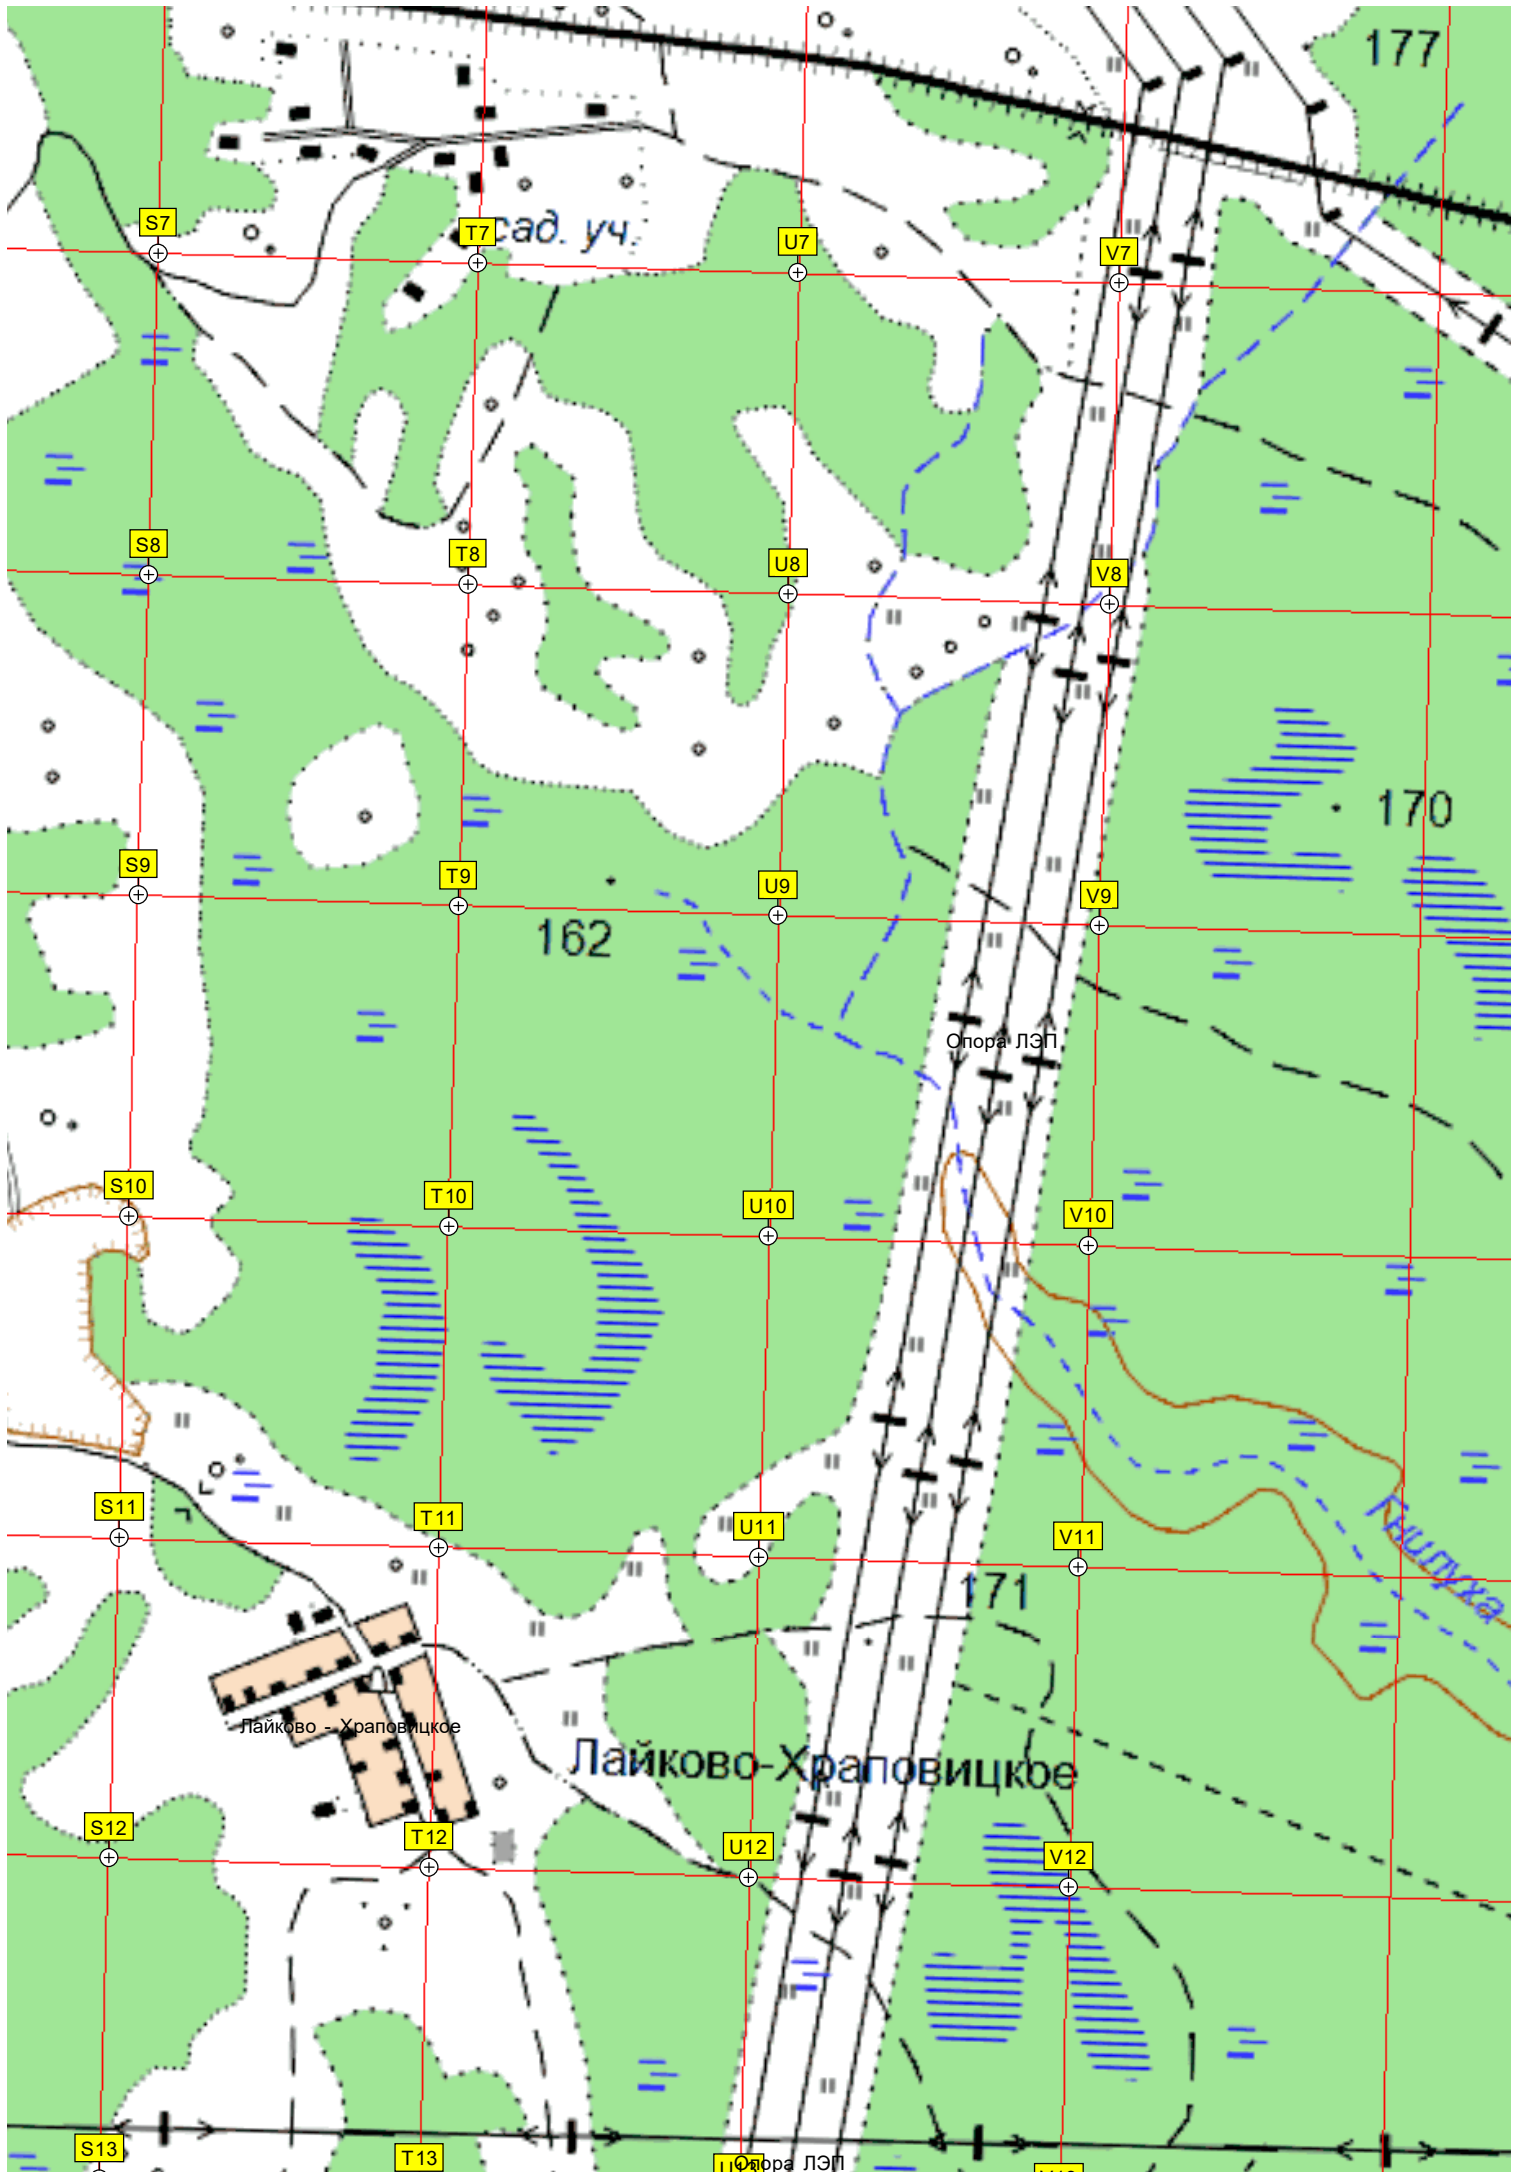 177
S7
T7
сад. уч.
U7
V7
S8
T8
U8
V8
170
S9
T9
U9
V9
162
Опора ЛЭП
S10
T10
U10
V10
S11
T11
U11
V11
Гнилуха
171
Лайково - Храповицкое
Лайково-Храповицкое
S12
T12
U12
V12
S13
T13
U13
Опора ЛЭП